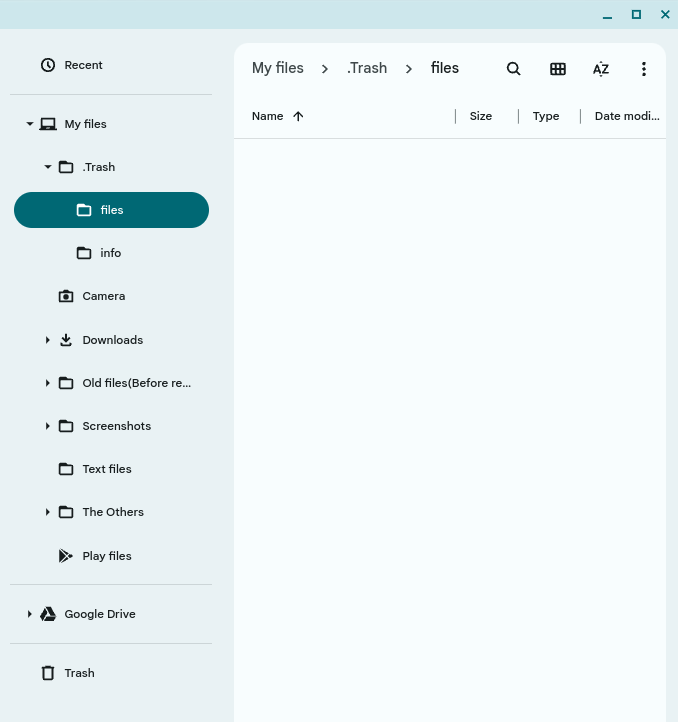 Recent
My files
.Trash
files
info
Camera
Downloads
Old files(Before re...
Screenshots
Text files
The Others
Play files
Google Drive
Trash
My files > .Trash > files
AZ
Name Size Type Date modi...